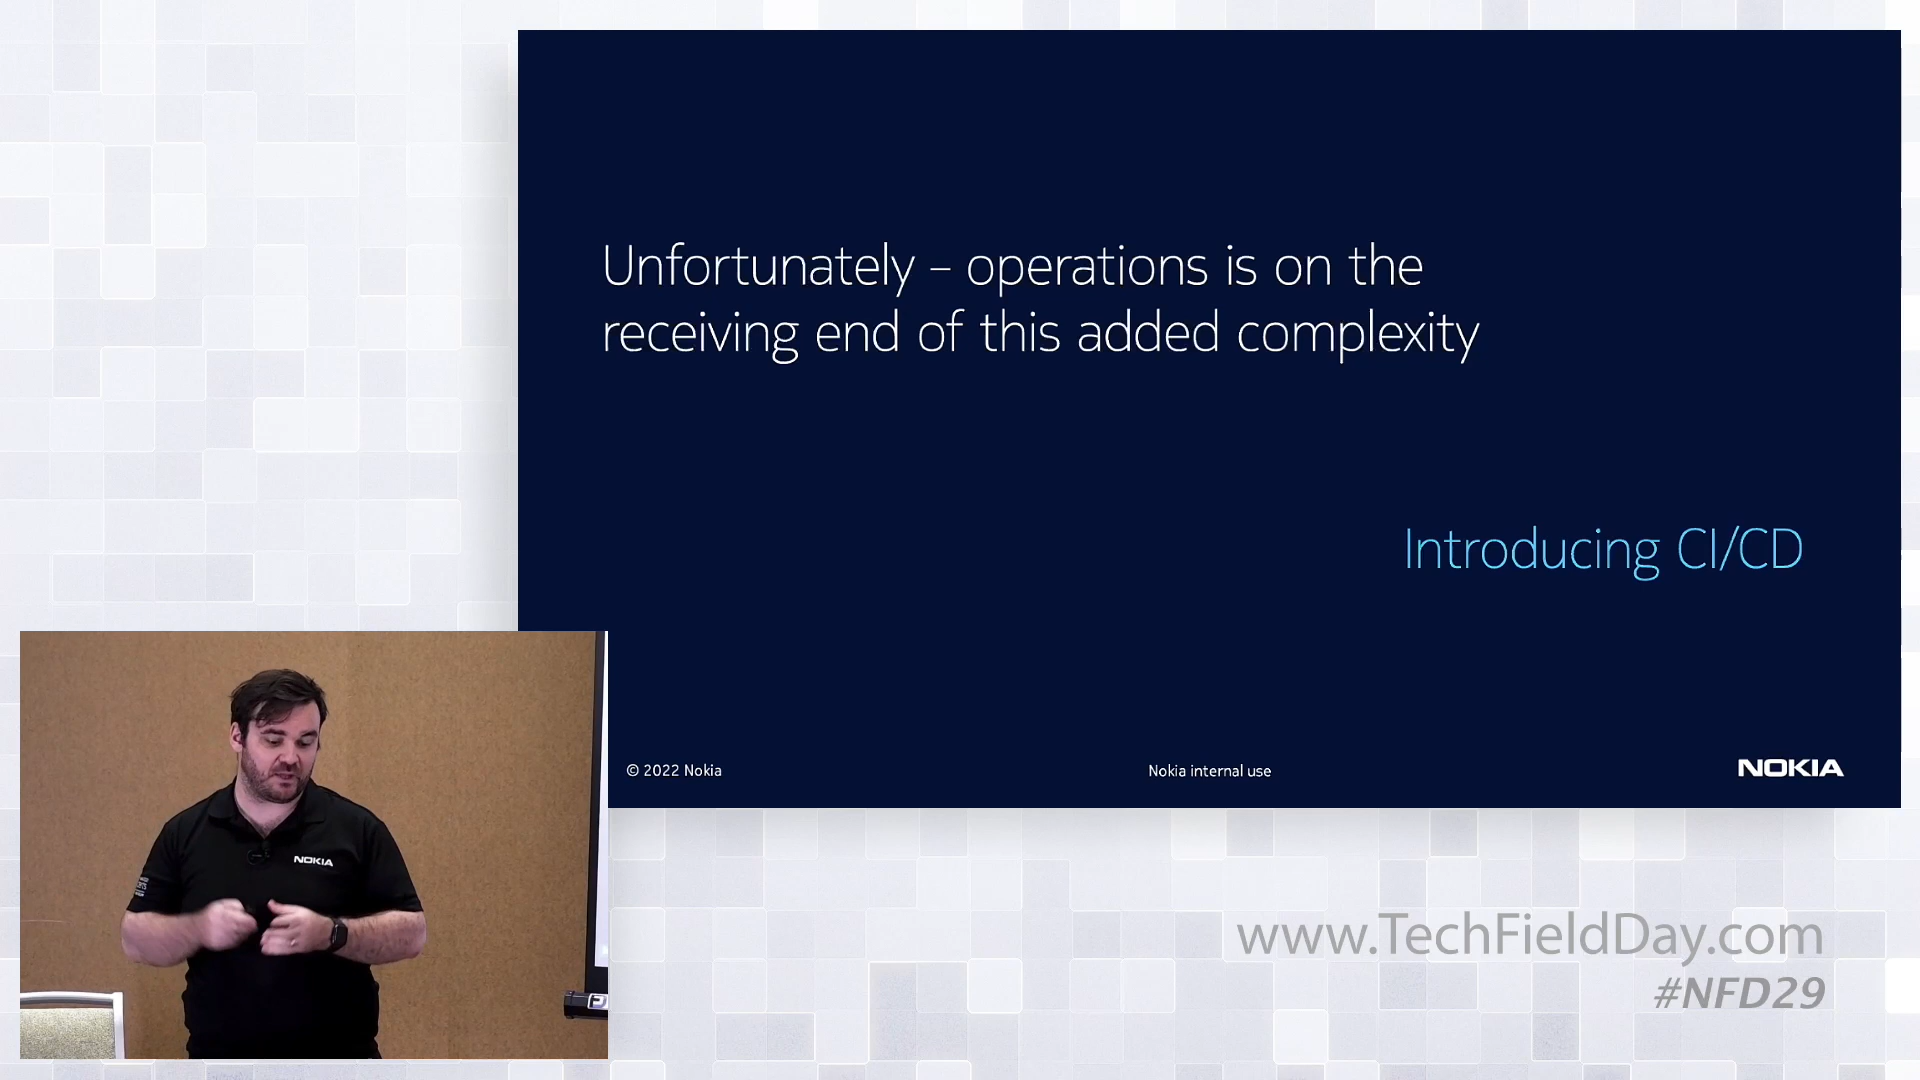 Unfortunately – operations is on the
receiving end of this added complexity
Introducing CI/CD
© 2022 Nokia
Nokia internal use
NOKIA
NOKIA
www.TechFieldDay.com
#NFD29